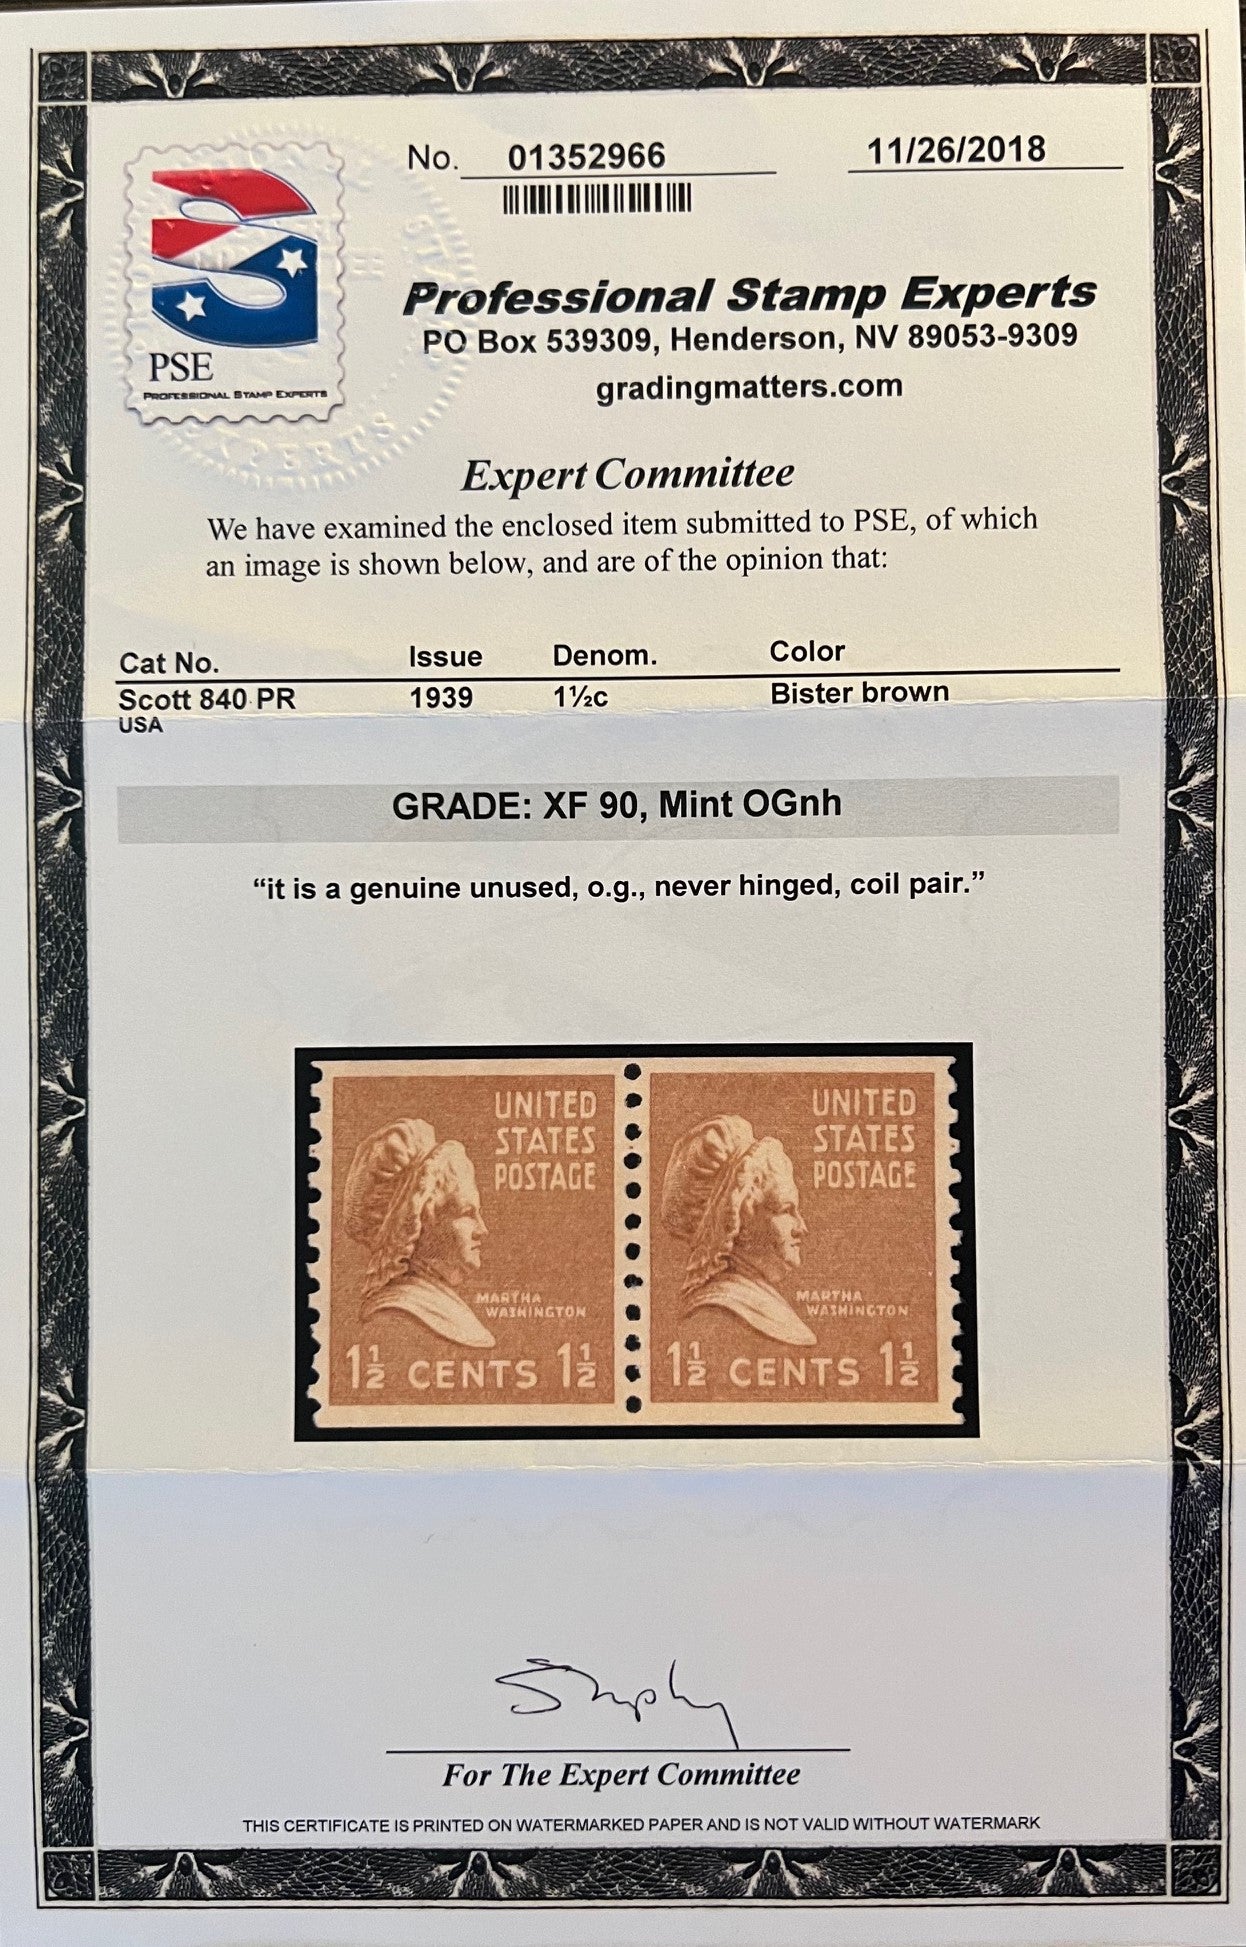 No. 01352966
11/26/2018
PSE
PROFESSIONAL STAMP EXPERTS
Professional Stamp Experts
PO Box 539309, Henderson, NV 89053-9309
gradingmatters.com
EXPERTS
Expert Committee
We have examined the enclosed item submitted to PSE, of which
an image is shown below, and are of the opinion that:
Cat No. Issue Denom. Color
Scott 840 PR 1939 1½c Bister brown
USA
GRADE: XF 90, Mint OGnh
“it is a genuine unused, o.g., never hinged, coil pair.”
UNITED
STATES
POSTAGE
MARTHA
WASHINGTON
1½ CENTS 1½
UNITED
STATES
POSTAGE
MARTHA
WASHINGTON
1½ CENTS 1½
For The Expert Committee
THIS CERTIFICATE IS PRINTED ON WATERMARKED PAPER AND IS NOT VALID WITHOUT WATERMARK